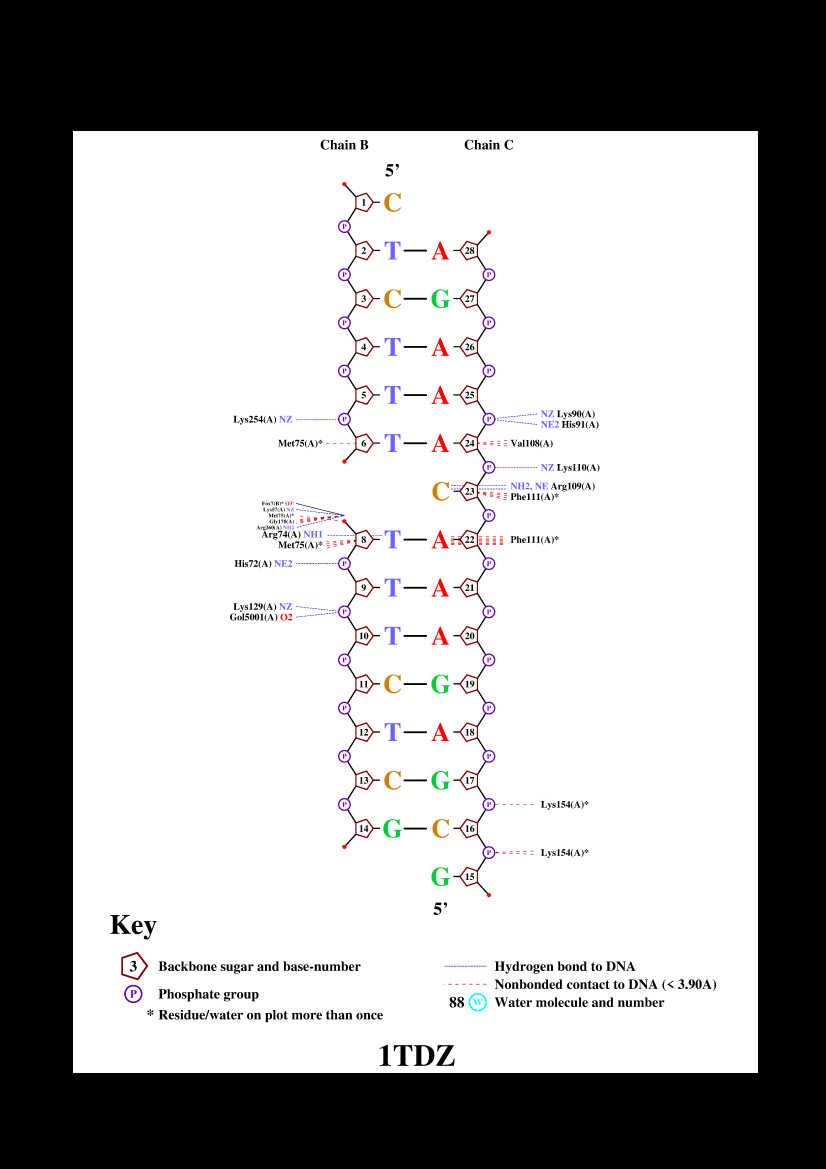 Chain B Chain C
5’
1 C
P
2 T A 28
P P
3 C G 27
P P
4 T A 26
P P
5 T A 25
NZ Lys90(A)
Lys254(A) NZ P P
NE2 His91(A)
Met75(A)* 6 T A 24 Val108(A)
P NZ Lys110(A)
C 23 NH2, NE Arg109(A)
Phe111(A)*
Fox7(B)* O3'
Lys57(A) NZ
Met75(A)*
Gly170(A)
P
Arg260(A) NH2
Arg74(A) NH1
8 T A 22 Phe111(A)*
Met75(A)*
His72(A) NE2 P P
9 T A 21
Lys129(A) NZ
P P
Gol5001(A) O2
10 T A 20
P P
11 C G 19
P P
12 T A 18
P P
13 C G 17
P P Lys154(A)*
14 G C 16
P Lys154(A)*
G 15
5’
Key
3 Backbone sugar and base-number
P Phosphate group
* Residue/water on plot more than once
Hydrogen bond to DNA
Nonbonded contact to DNA (< 3.90A)
88 W Water molecule and number
1TDZ